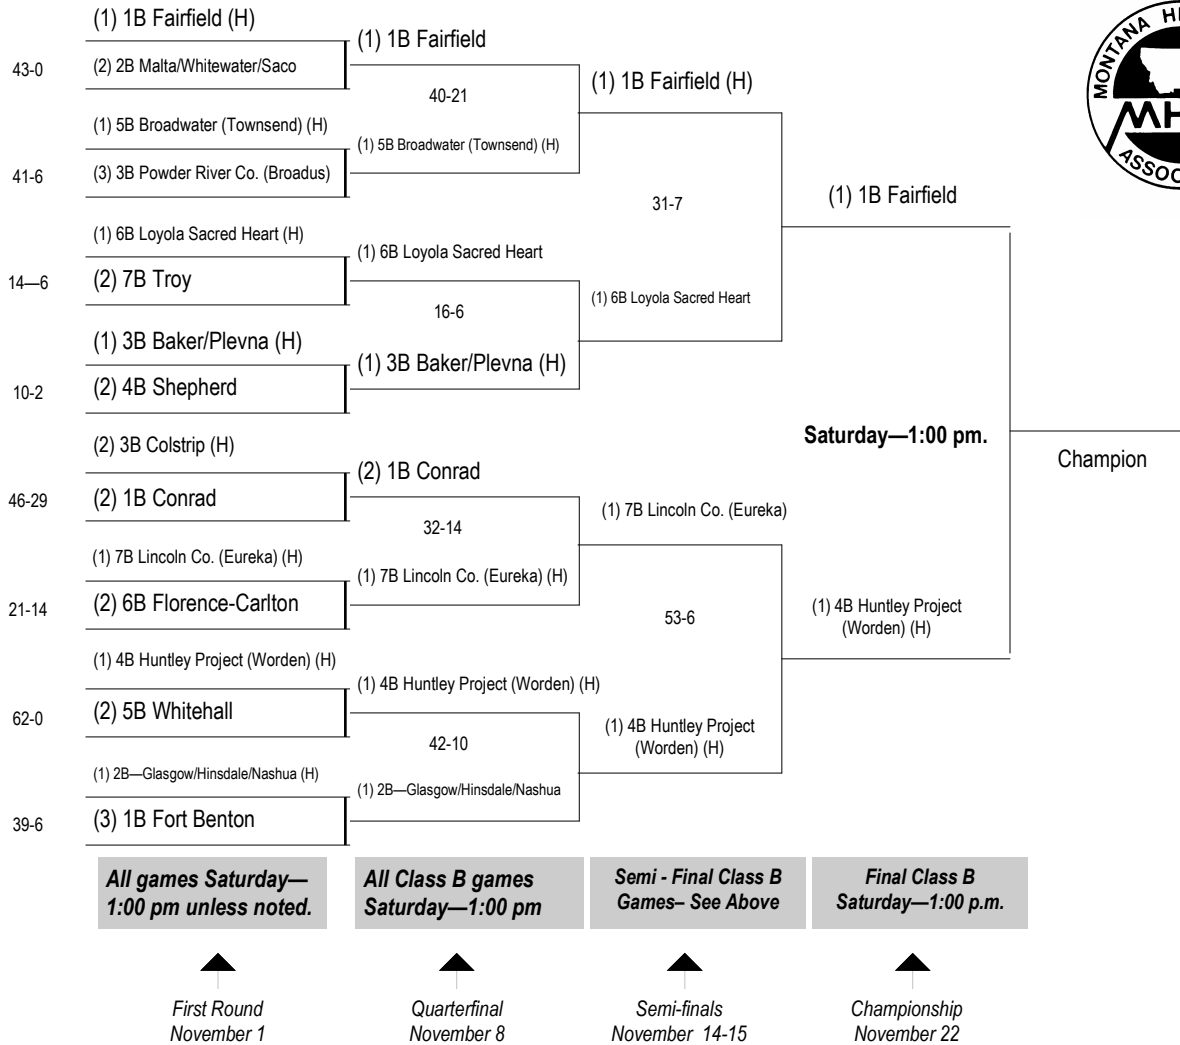 (1) 1B Fairfield (H)
43-0
(2) 2B Malta/Whitewater/Saco
(1) 5B Broadwater (Townsend) (H)
41-6
(3) 3B Powder River Co. (Broadus)
(1) 6B Loyola Sacred Heart (H)
14—6
(2) 7B Troy
(1) 3B Baker/Plevna (H)
10-2
(2) 4B Shepherd
(2) 3B Colstrip (H)
46-29
(2) 1B Conrad
(1) 7B Lincoln Co. (Eureka) (H)
21-14
(2) 6B Florence-Carlton
(1) 4B Huntley Project (Worden) (H)
62-0
(2) 5B Whitehall
(1) 2B—Glasgow/Hinsdale/Nashua (H)
39-6
(3) 1B Fort Benton
(1) 1B Fairfield
40-21
(1) 5B Broadwater (Townsend) (H)
(1) 6B Loyola Sacred Heart
16-6
(1) 3B Baker/Plevna (H)
(2) 1B Conrad
32-14
(1) 7B Lincoln Co. (Eureka) (H)
(1) 4B Huntley Project (Worden) (H)
42-10
(1) 2B—Glasgow/Hinsdale/Nashua
(1) 1B Fairfield (H)
31-7
(1) 6B Loyola Sacred Heart
(1) 7B Lincoln Co. (Eureka)
53-6
(1) 4B Huntley Project
(Worden) (H)
(1) 1B Fairfield
Saturday—1:00 pm.
(1) 4B Huntley Project
(Worden) (H)
Champion
MONTANA
MH
All games Saturday—
1:00 pm unless noted.
All Class B games
Saturday—1:00 pm
Semi - Final Class B
Games– See Above
Final Class B
Saturday—1:00 p.m.
First Round
November 1
Quarterfinal
November 8
Semi-finals
November 14-15
Championship
November 22